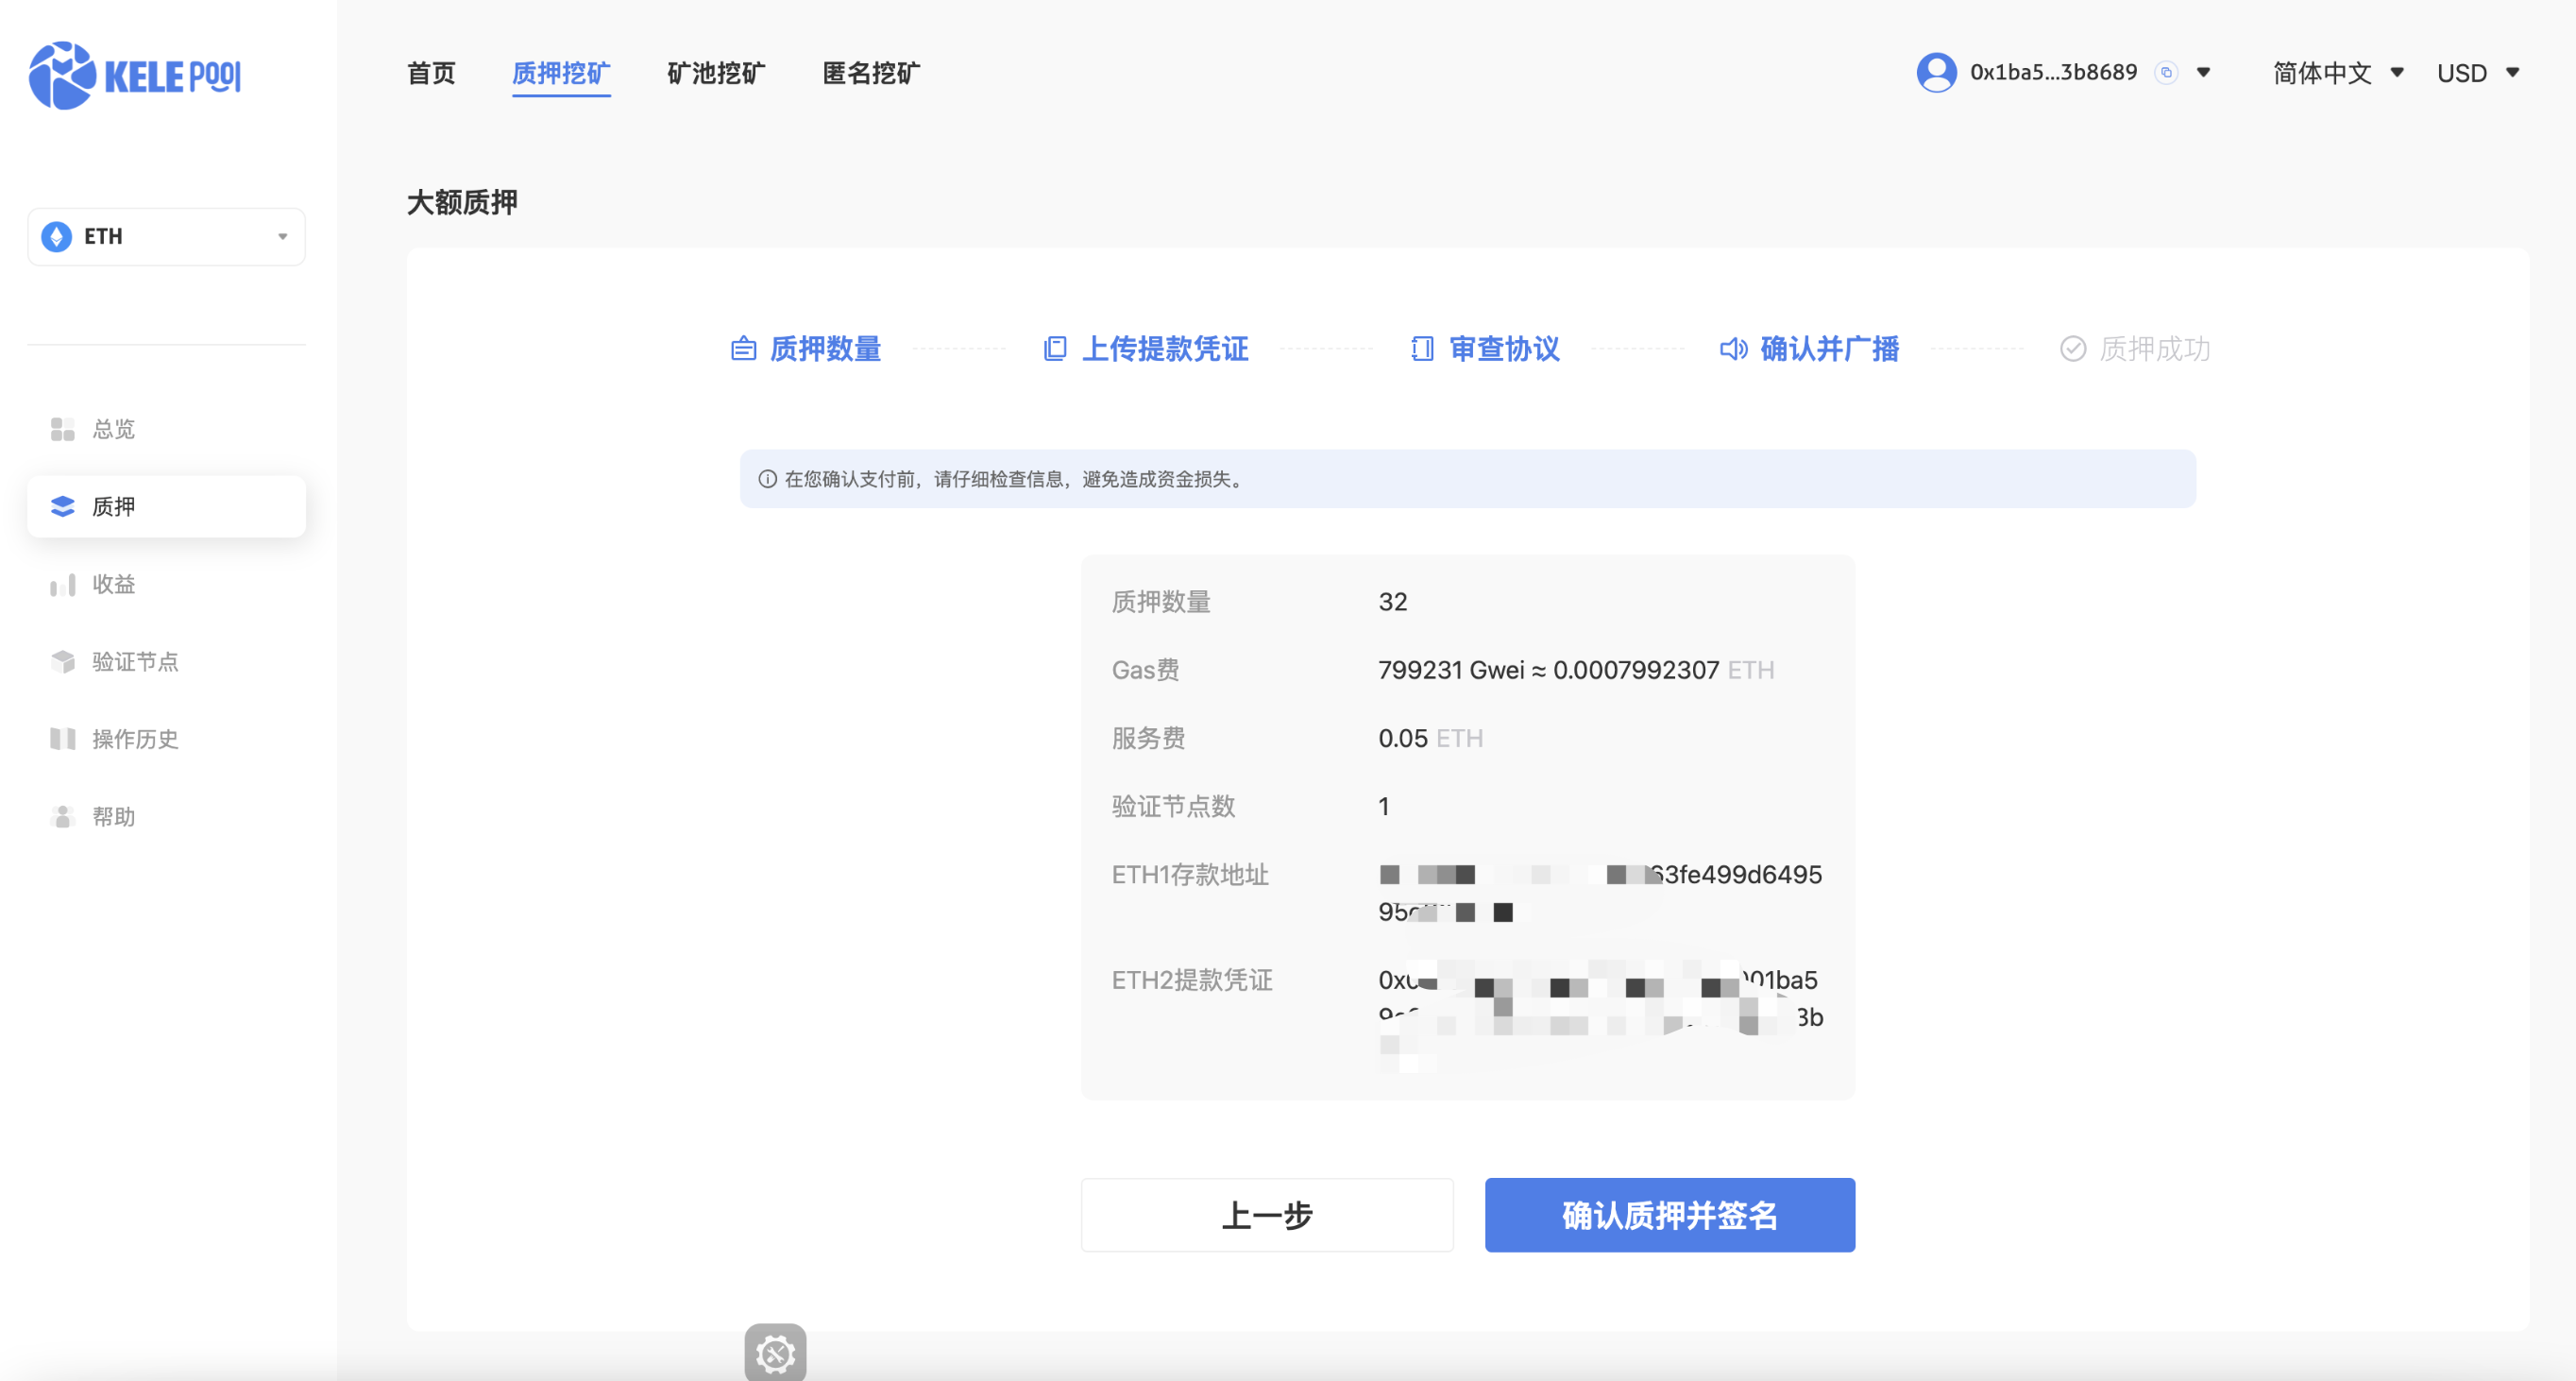 KELE POOL
首页 质押挖矿 矿池挖矿 匿名挖矿
0x1ba5...3b8689 简体中文 USD
ETH
总览
质押
收益
验证节点
操作历史
帮助
大额质押
质押数量 上传提款凭证 审查协议 确认并广播 质押成功
在您确认支付前，请仔细检查信息，避免造成资金损失。
质押数量 32
Gas费 799231 Gwei ≈ 0.0007992307 ETH
服务费 0.05 ETH
验证节点数 1
ETH1存款地址 63fe499d6495
95
ETH2提款凭证 0x 01ba5
3b
上一步 确认质押并签名